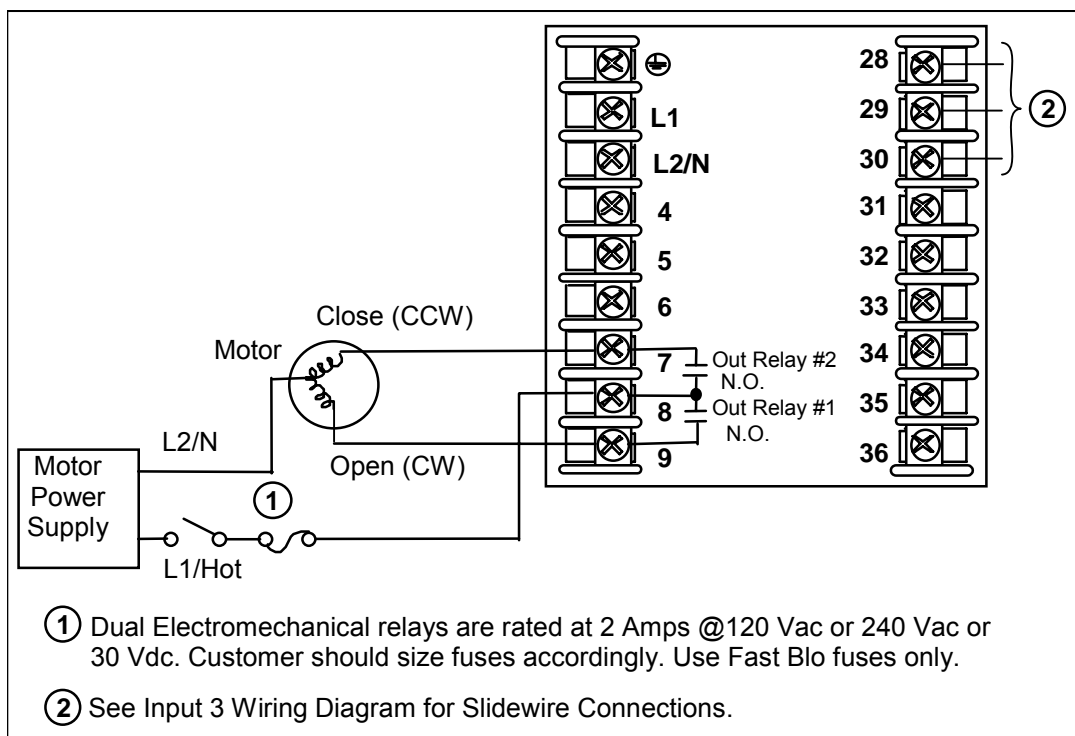 28
L1
29
2
L2/N
30
4
31
5
32
6
33
Close (CCW)
Motor
7
Out Relay #2
N.O.
34
8
Out Relay #1
N.O.
35
L2/N
Open (CW)
9
36
Motor
Power
Supply
1
L1/Hot
1 Dual Electromechanical relays are rated at 2 Amps @120 Vac or 240 Vac or
30 Vdc. Customer should size fuses accordingly. Use Fast Blo fuses only.
2 See Input 3 Wiring Diagram for Slidewire Connections.